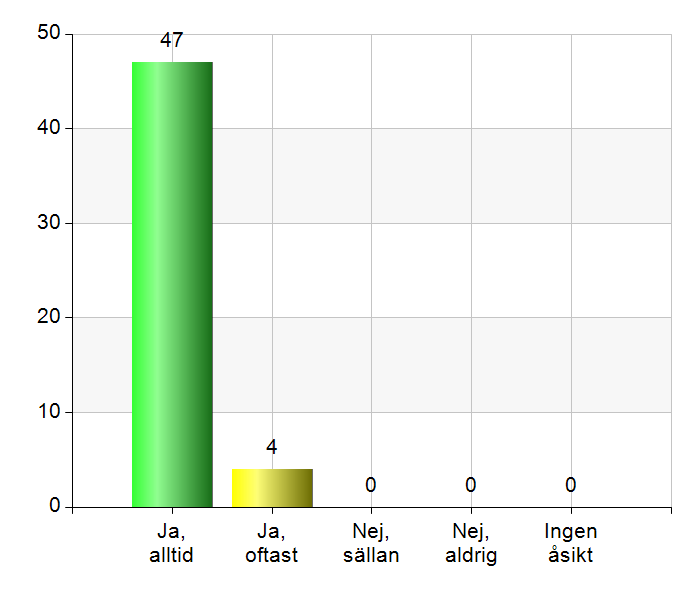 50
47
40
30
20
10
4
0
0
0
0
Ja,
alltid
Ja,
oftast
Nej,
sällan
Nej,
aldrig
Ingen
åsikt